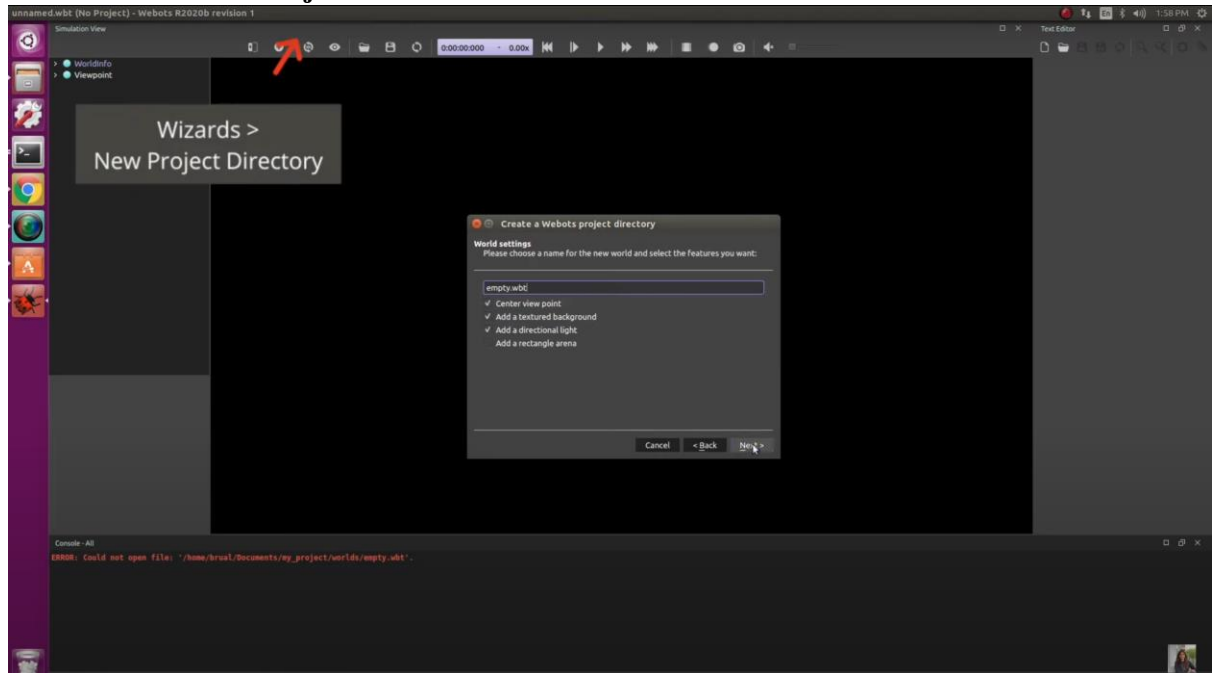 unnamed.wbt (No Project) - Webots R2020b revision 1
En
1:58 PM
Simulation View
Text Editor
0:00:00:000 - 0.00x
WorldInfo
Viewpoint
Wizards >
New Project Directory
Create a Webots project directory
World settings
Please choose a name for the new world and select the features you want:
empty.wbt
Center view point
Add a textured background
Add a directional light
Add a rectangle arena
Cancel
< Back
Next >
Console - All
ERROR: Could not open file: '/home/brual/Documents/my_project/worlds/empty.wbt'.